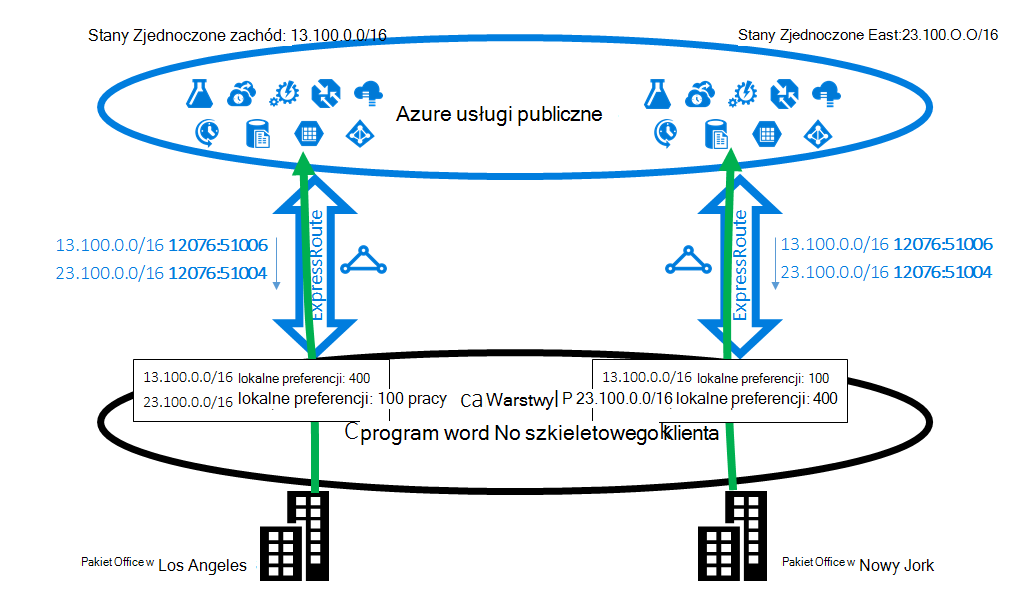 Stany Zjednoczone zachód: 13.100.0.0/16
Stany Zjednoczone East:23.100.O.O/16
Azure usługi publiczne
13.100.0.0/16 12076:51006
23.100.0.0/16 12076:51004
ExpressRoute
ExpressRoute
13.100.0.0/16 12076:51006
23.100.0.0/16 12076:51004
13.100.0.0/16 lokalne preferencji: 400
23.100.0.0/16 lokalne preferencji: 100 pracy
ca Warstwy P
13.100.0.0/16 lokalne preferencji: 100
23.100.0.0/16 lokalne preferencji: 400
program word No szkieletowego klienta
Pakiet Office w Los Angeles
Pakiet Office w Nowy Jork